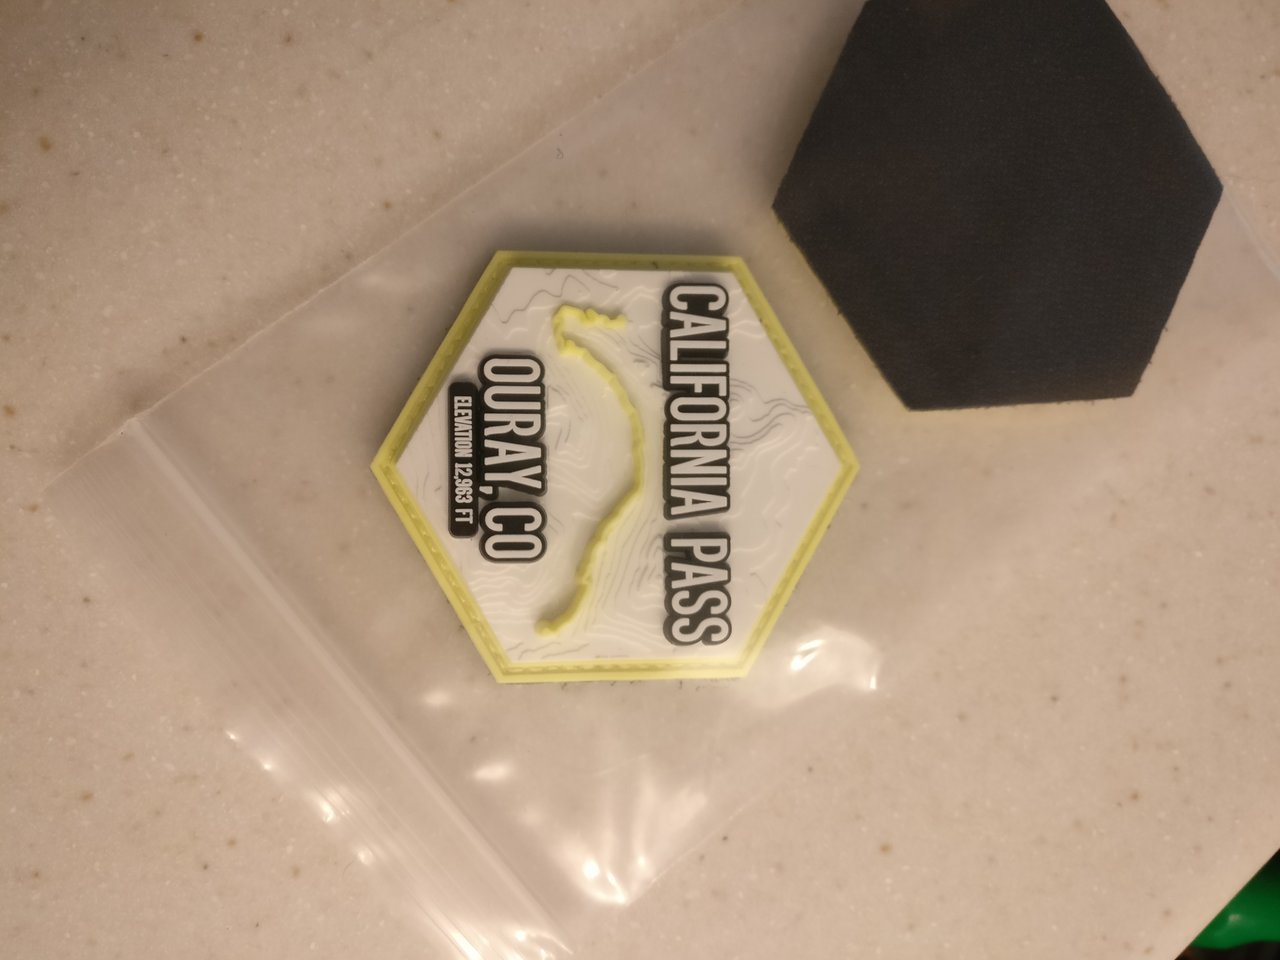 CALIFORNIA PASS
OURAY, CO
ELEVATION 12,963 FT